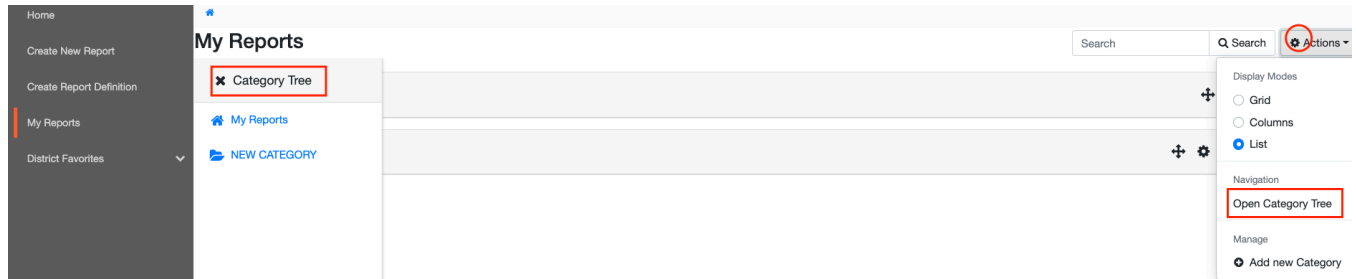 Home
Create New Report
Create Report Definition
My Reports
District Favorites
My Reports
Search
Search
Actions
Category Tree
My Reports
NEW CATEGORY
Display Modes
Grid
Columns
List
Navigation
Open Category Tree
Manage
Add new Category